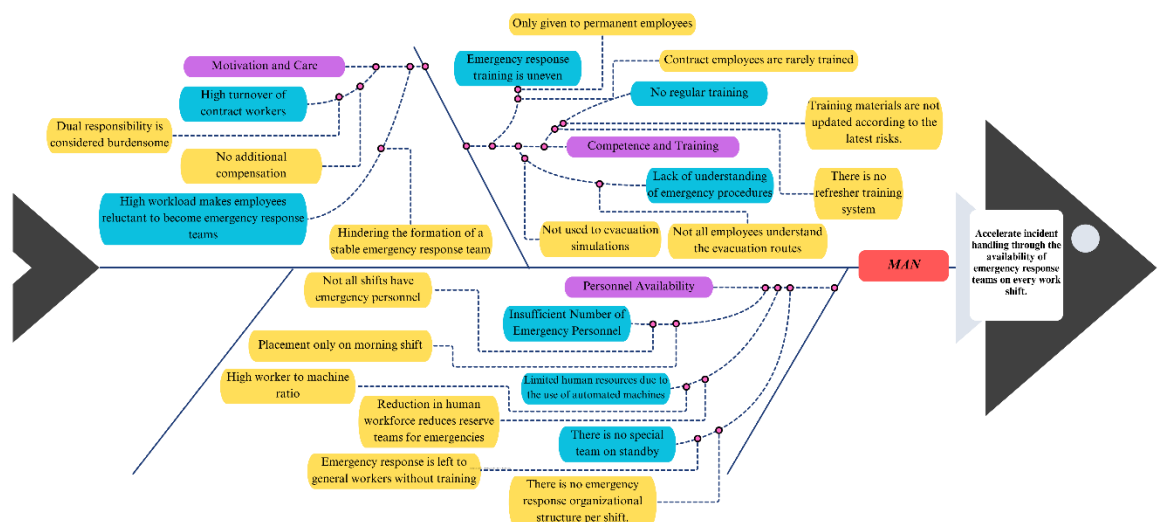 Only given to permanent employees
Motivation and Care
Emergency response
training is uneven
Contract employees are rarely trained
High turnover of
contract workers
No regular training
Training materials are not
updated according to the
latest risks.
Dual responsibility is
considered burdensome
No additional
compensation
Competence and Training
High workload makes employees
reluctant to become emergency response
teams
Lack of understanding
of emergency procedures
There is no
refresher training
system
Hindering the formation of a
stable emergency response team
Not used to evacuation
simulations
Not all employees understand
the evacuation routes
MAN
Accelerate incident
handling through the
availability of
emergency response
teams on every work
shift.
Not all shifts have
emergency personnel
Personnel Availability
Insufficient Number of
Emergency Personnel
Placement only on morning shift
High worker to machine
ratio
Limited human resources due to
the use of automated machines
Reduction in human
workforce reduces reserve
teams for emergencies
There is no special
team on standby
Emergency response is left to
general workers without training
There is no emergency
response organizational
structure per shift.